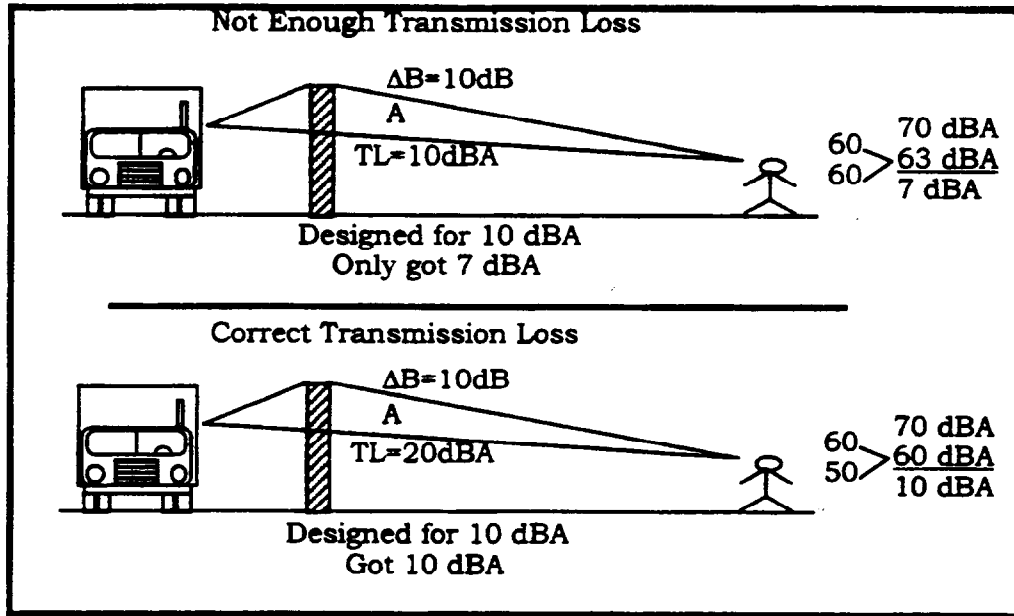 Not Enough Transmission Loss
ΔB=10dB
A
TL=10dBA
60
60
70 dBA
63 dBA
7 dBA
Designed for 10 dBA
Only got 7 dBA
Correct Transmission Loss
ΔB=10dB
A
TL=20dBA
60
50
70 dBA
60 dBA
10 dBA
Designed for 10 dBA
Got 10 dBA